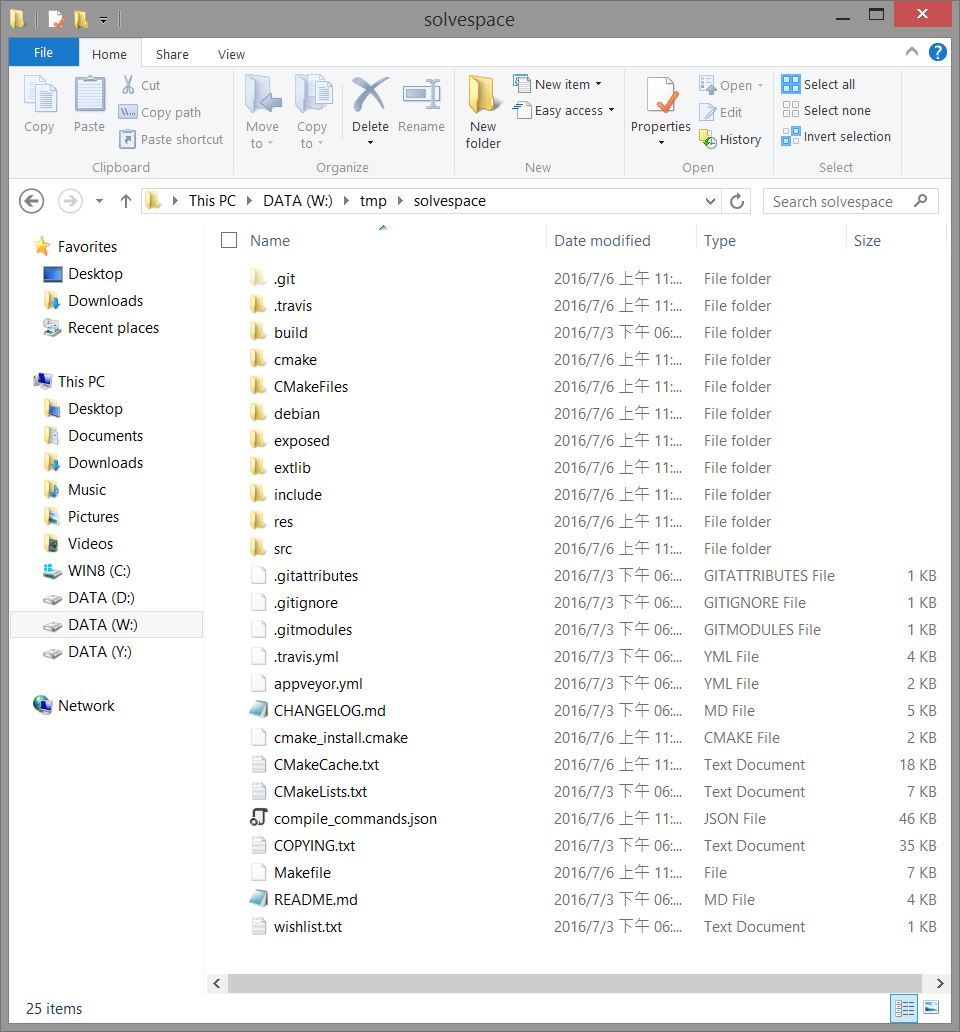 solvespace
File Home Share View
Copy Paste Cut Copy path Paste shortcut Clipboard
Move to Copy to Delete Rename Organize
New folder New item Easy access New
Properties Open Edit History Open
Select all Select none Invert selection Select
This PC DATA (W:) tmp solvespace Search solvespace
Favorites
Desktop
Downloads
Recent places
This PC
Desktop
Documents
Downloads
Music
Pictures
Videos
WIN8 (C:)
DATA (D:)
DATA (W:)
DATA (Y:)
Network
Name Date modified Type Size
.git 2016/7/6 上午 11:... File folder
.travis 2016/7/6 上午 11:... File folder
build 2016/7/3 下午 06:... File folder
cmake 2016/7/6 上午 11:... File folder
CMakeFiles 2016/7/6 上午 11:... File folder
debian 2016/7/6 上午 11:... File folder
exposed 2016/7/6 上午 11:... File folder
extlib 2016/7/6 上午 11:... File folder
include 2016/7/6 上午 11:... File folder
res 2016/7/6 上午 11:... File folder
src 2016/7/6 上午 11:... File folder
.gitattributes 2016/7/3 下午 06:... GITATTRIBUTES File 1 KB
.gitignore 2016/7/3 下午 06:... GITIGNORE File 1 KB
.gitmodules 2016/7/3 下午 06:... GITMODULES File 1 KB
.travis.yml 2016/7/3 下午 06:... YML File 4 KB
appveyor.yml 2016/7/3 下午 06:... YML File 2 KB
CHANGELOG.md 2016/7/3 下午 06:... MD File 5 KB
cmake_install.cmake 2016/7/6 上午 11:... CMAKE File 2 KB
CMakeCache.txt 2016/7/6 上午 11:... Text Document 18 KB
CMakeLists.txt 2016/7/3 下午 06:... Text Document 7 KB
compile_commands.json 2016/7/6 上午 11:... JSON File 46 KB
COPYING.txt 2016/7/3 下午 06:... Text Document 35 KB
Makefile 2016/7/6 上午 11:... File 7 KB
README.md 2016/7/3 下午 06:... MD File 4 KB
wishlist.txt 2016/7/3 下午 06:... Text Document 1 KB
25 items